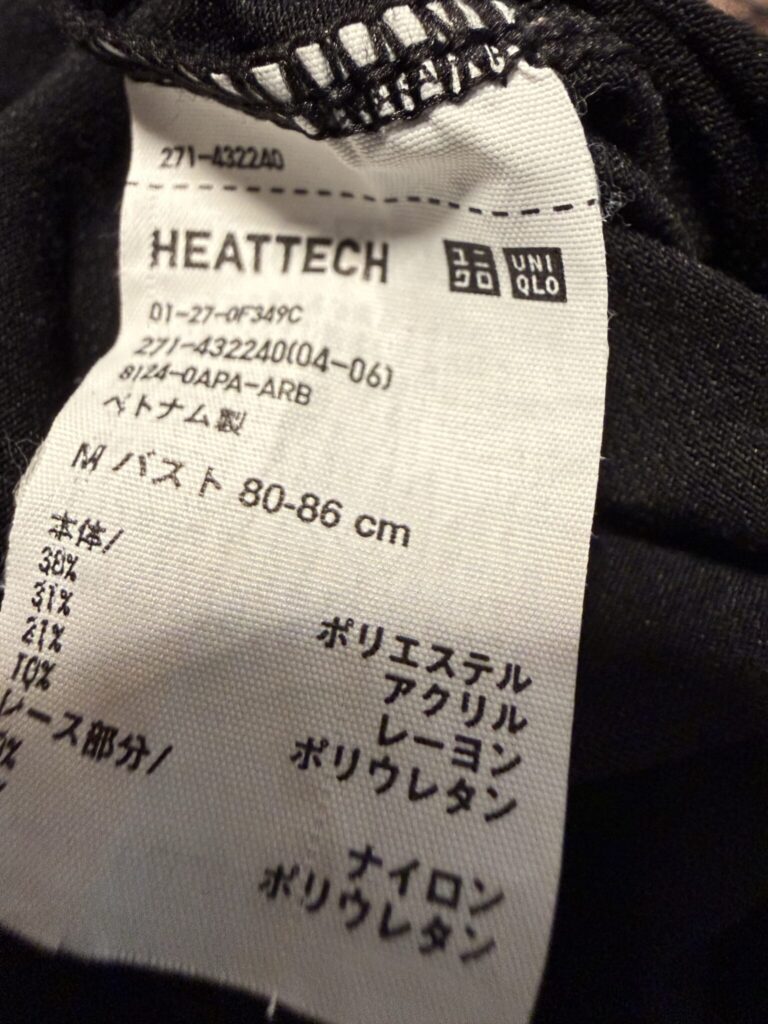 271-432240
HEATTECH ユニクロ UNIQLO
01-27-0F349C
271-432240(04-06)
8124-0APA-ARB
ベトナム製
M バスト 80-86 cm
本体/
38% ポリエステル
31% アクリル
21% レーヨン
10% ポリウレタン
レース部分/
ナイロン
ポリウレタン